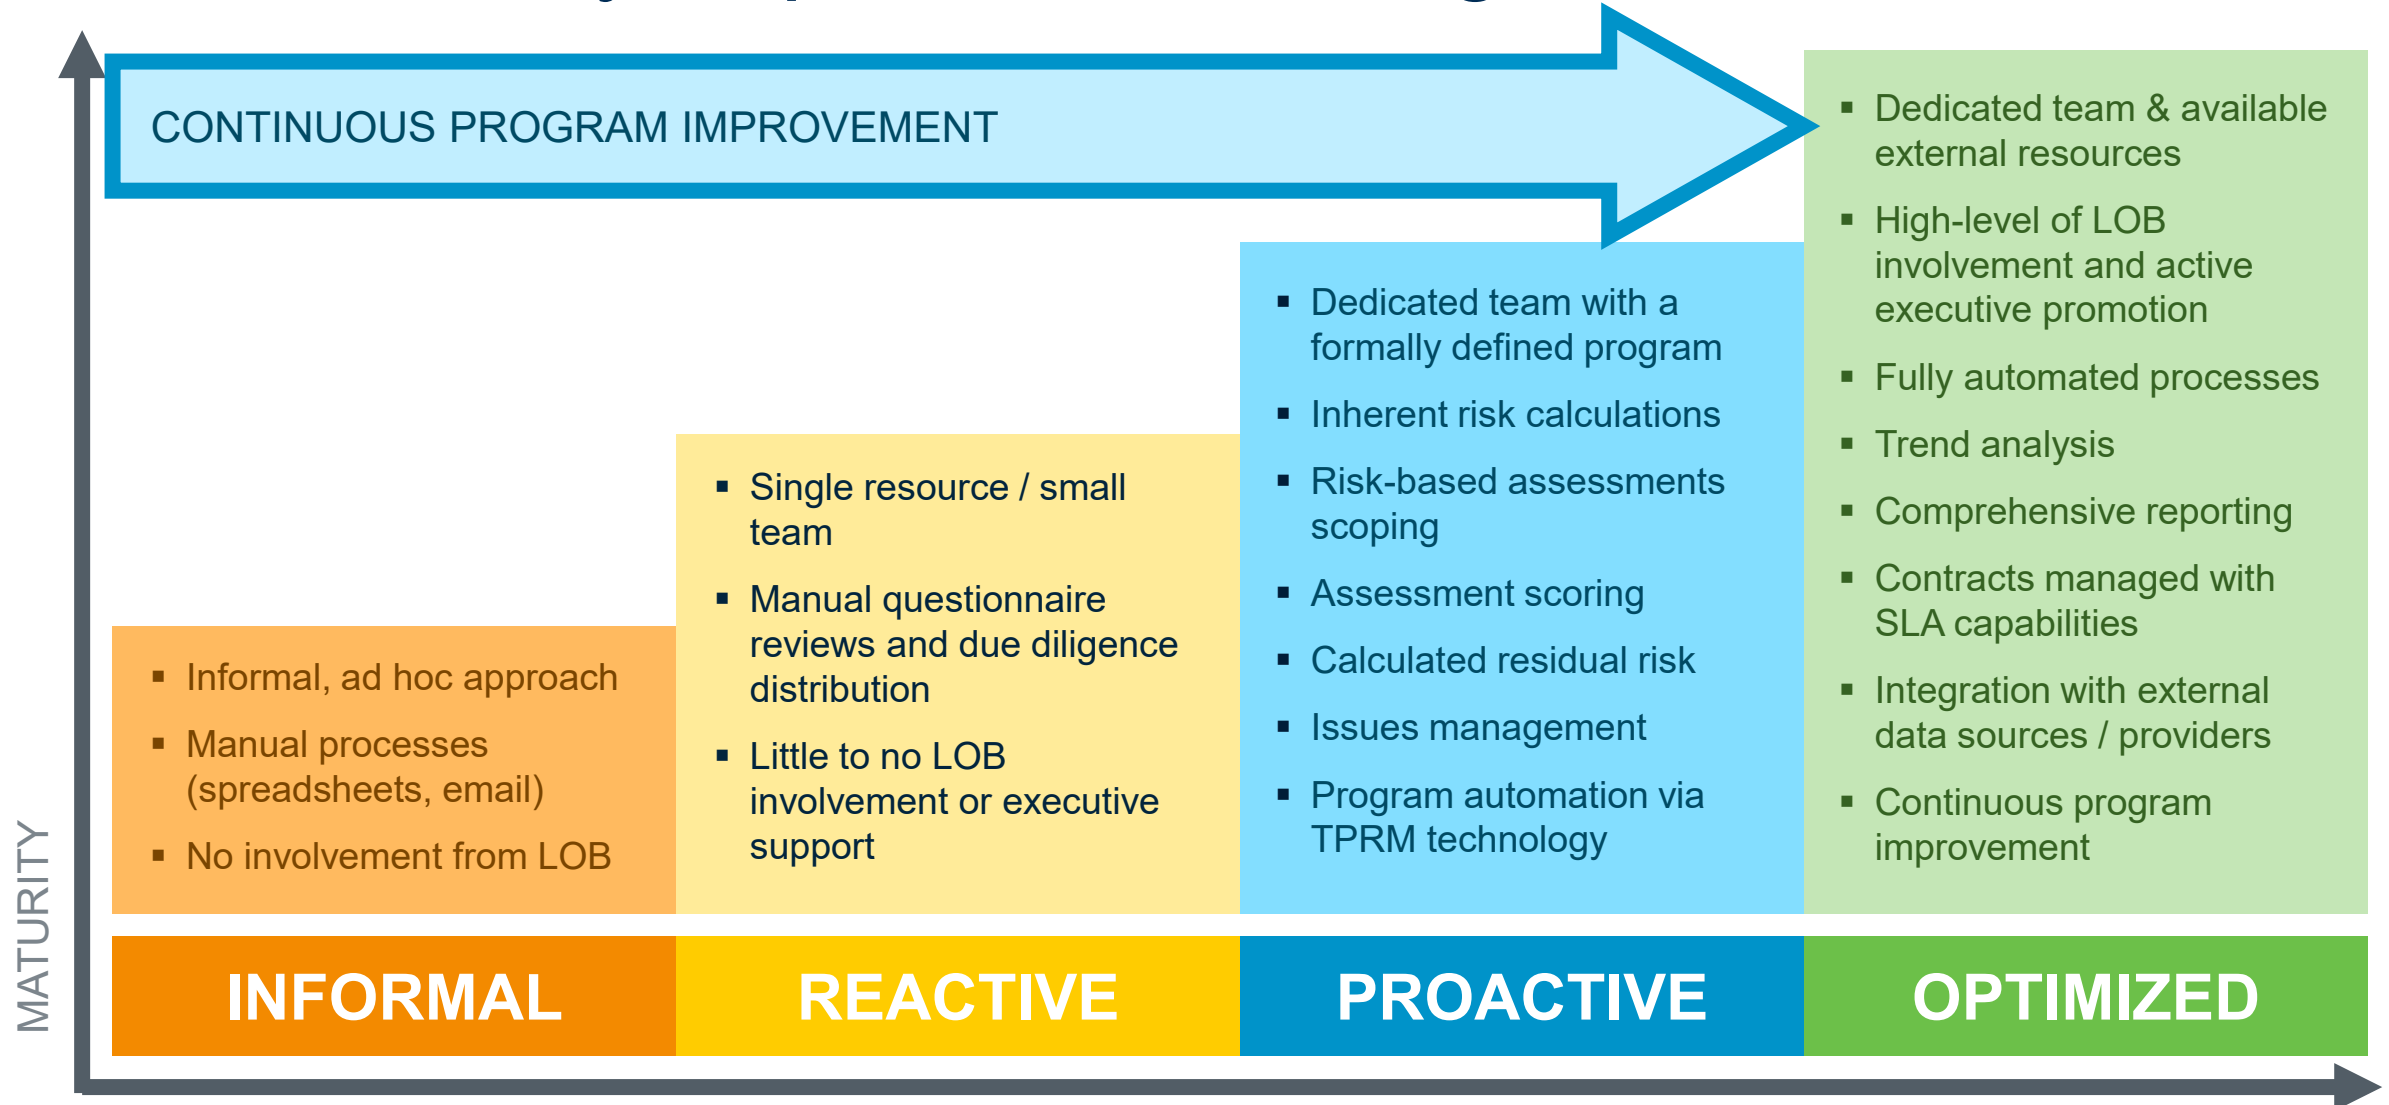 CONTINUOUS PROGRAM IMPROVEMENT
▪ Informal, ad hoc approach
▪ Manual processes
(spreadsheets, email)
▪ No involvement from LOB
▪ Single resource / small
team
▪ Manual questionnaire
reviews and due diligence
distribution
▪ Little to no LOB
involvement or executive
support
▪ Dedicated team with a
formally defined program
▪ Inherent risk calculations
▪ Risk-based assessments
scoping
▪ Assessment scoring
▪ Calculated residual risk
▪ Issues management
▪ Program automation via
TPRM technology
▪ Dedicated team & available
external resources
▪ High-level of LOB
involvement and active
executive promotion
▪ Fully automated processes
▪ Trend analysis
▪ Comprehensive reporting
▪ Contracts managed with
SLA capabilities
▪ Integration with external
data sources / providers
▪ Continuous program
improvement
MATURITY
INFORMAL
REACTIVE
PROACTIVE
OPTIMIZED